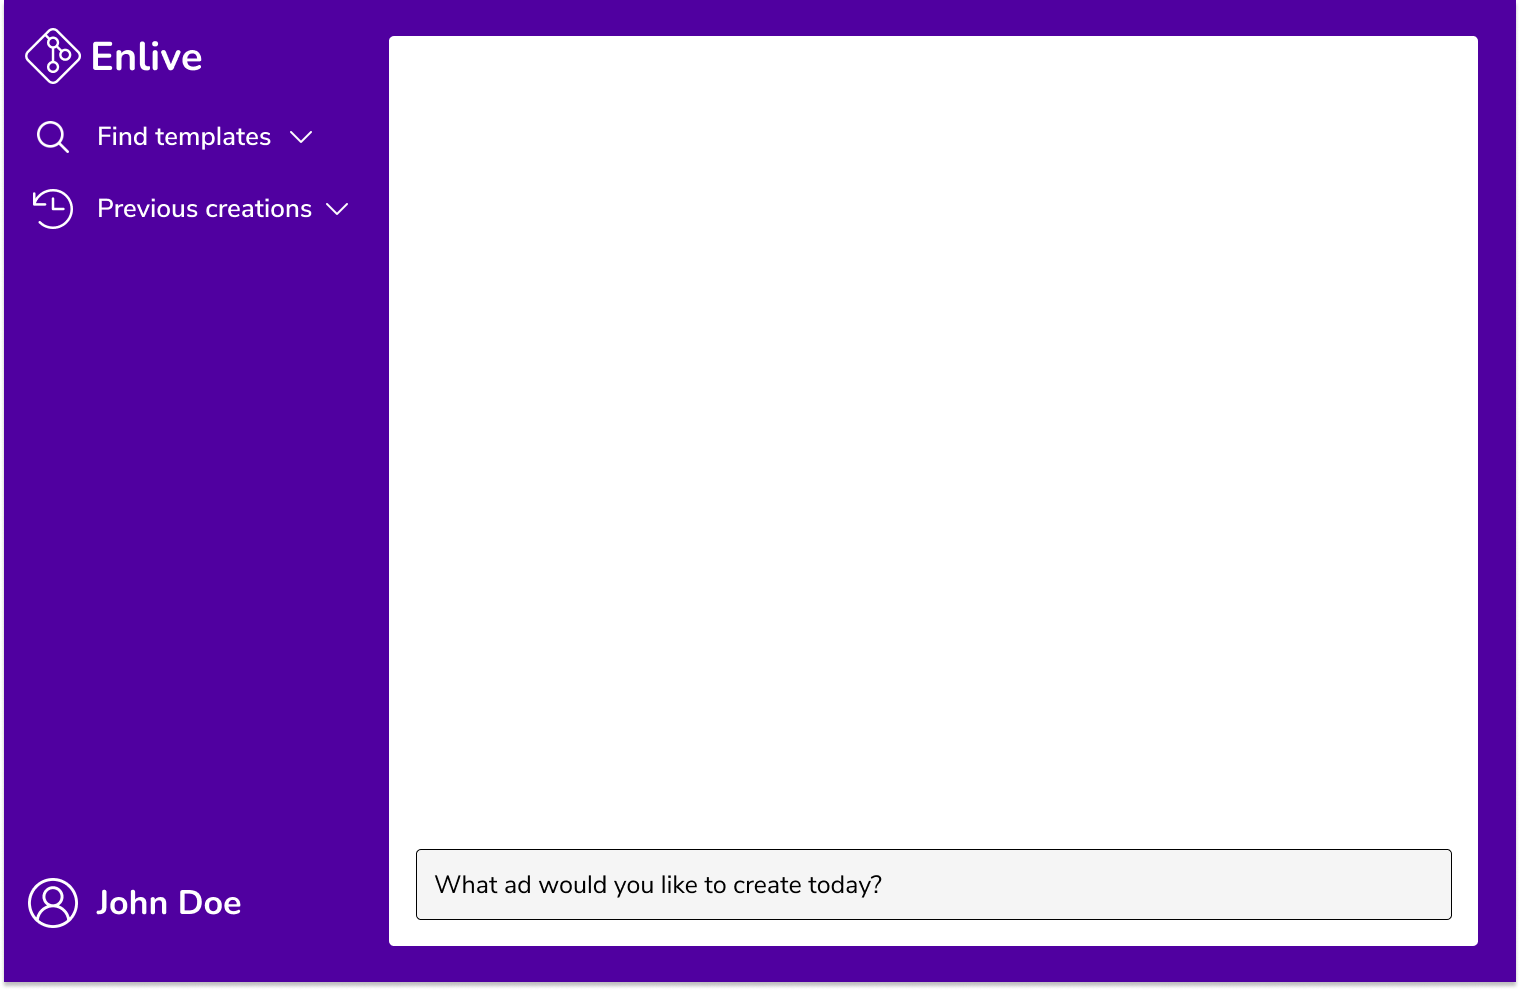 Enlive
Find templates
Previous creations
What ad would you like to create today?
John Doe